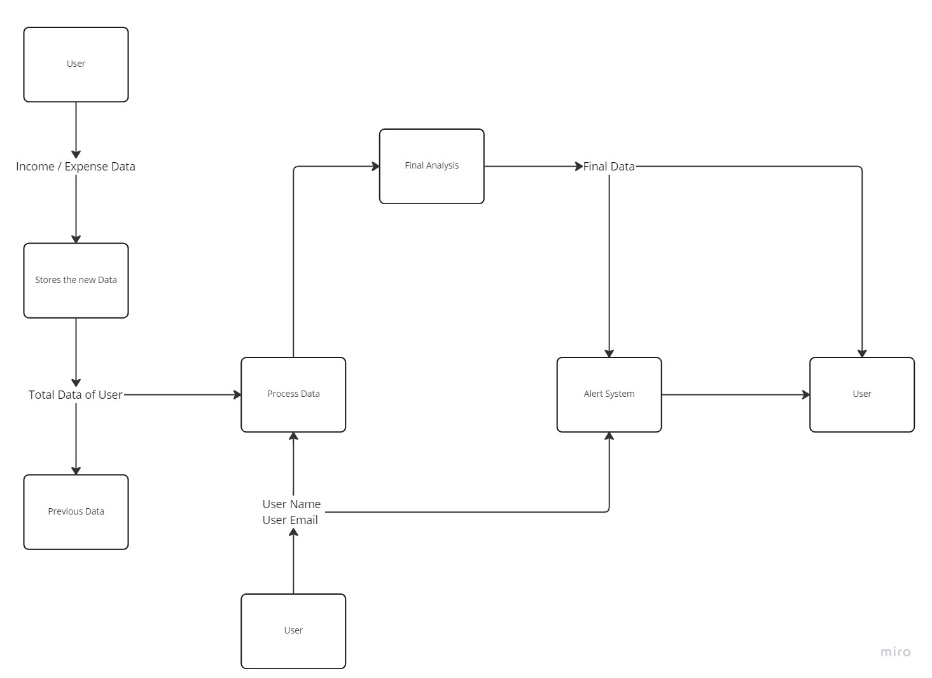 User
Income / Expense Data
Final Analysis
Final Data
Stores the new Data
Total Data of User
Process Data
Alert System
User
Previous Data
User Name
User Email
User
miro